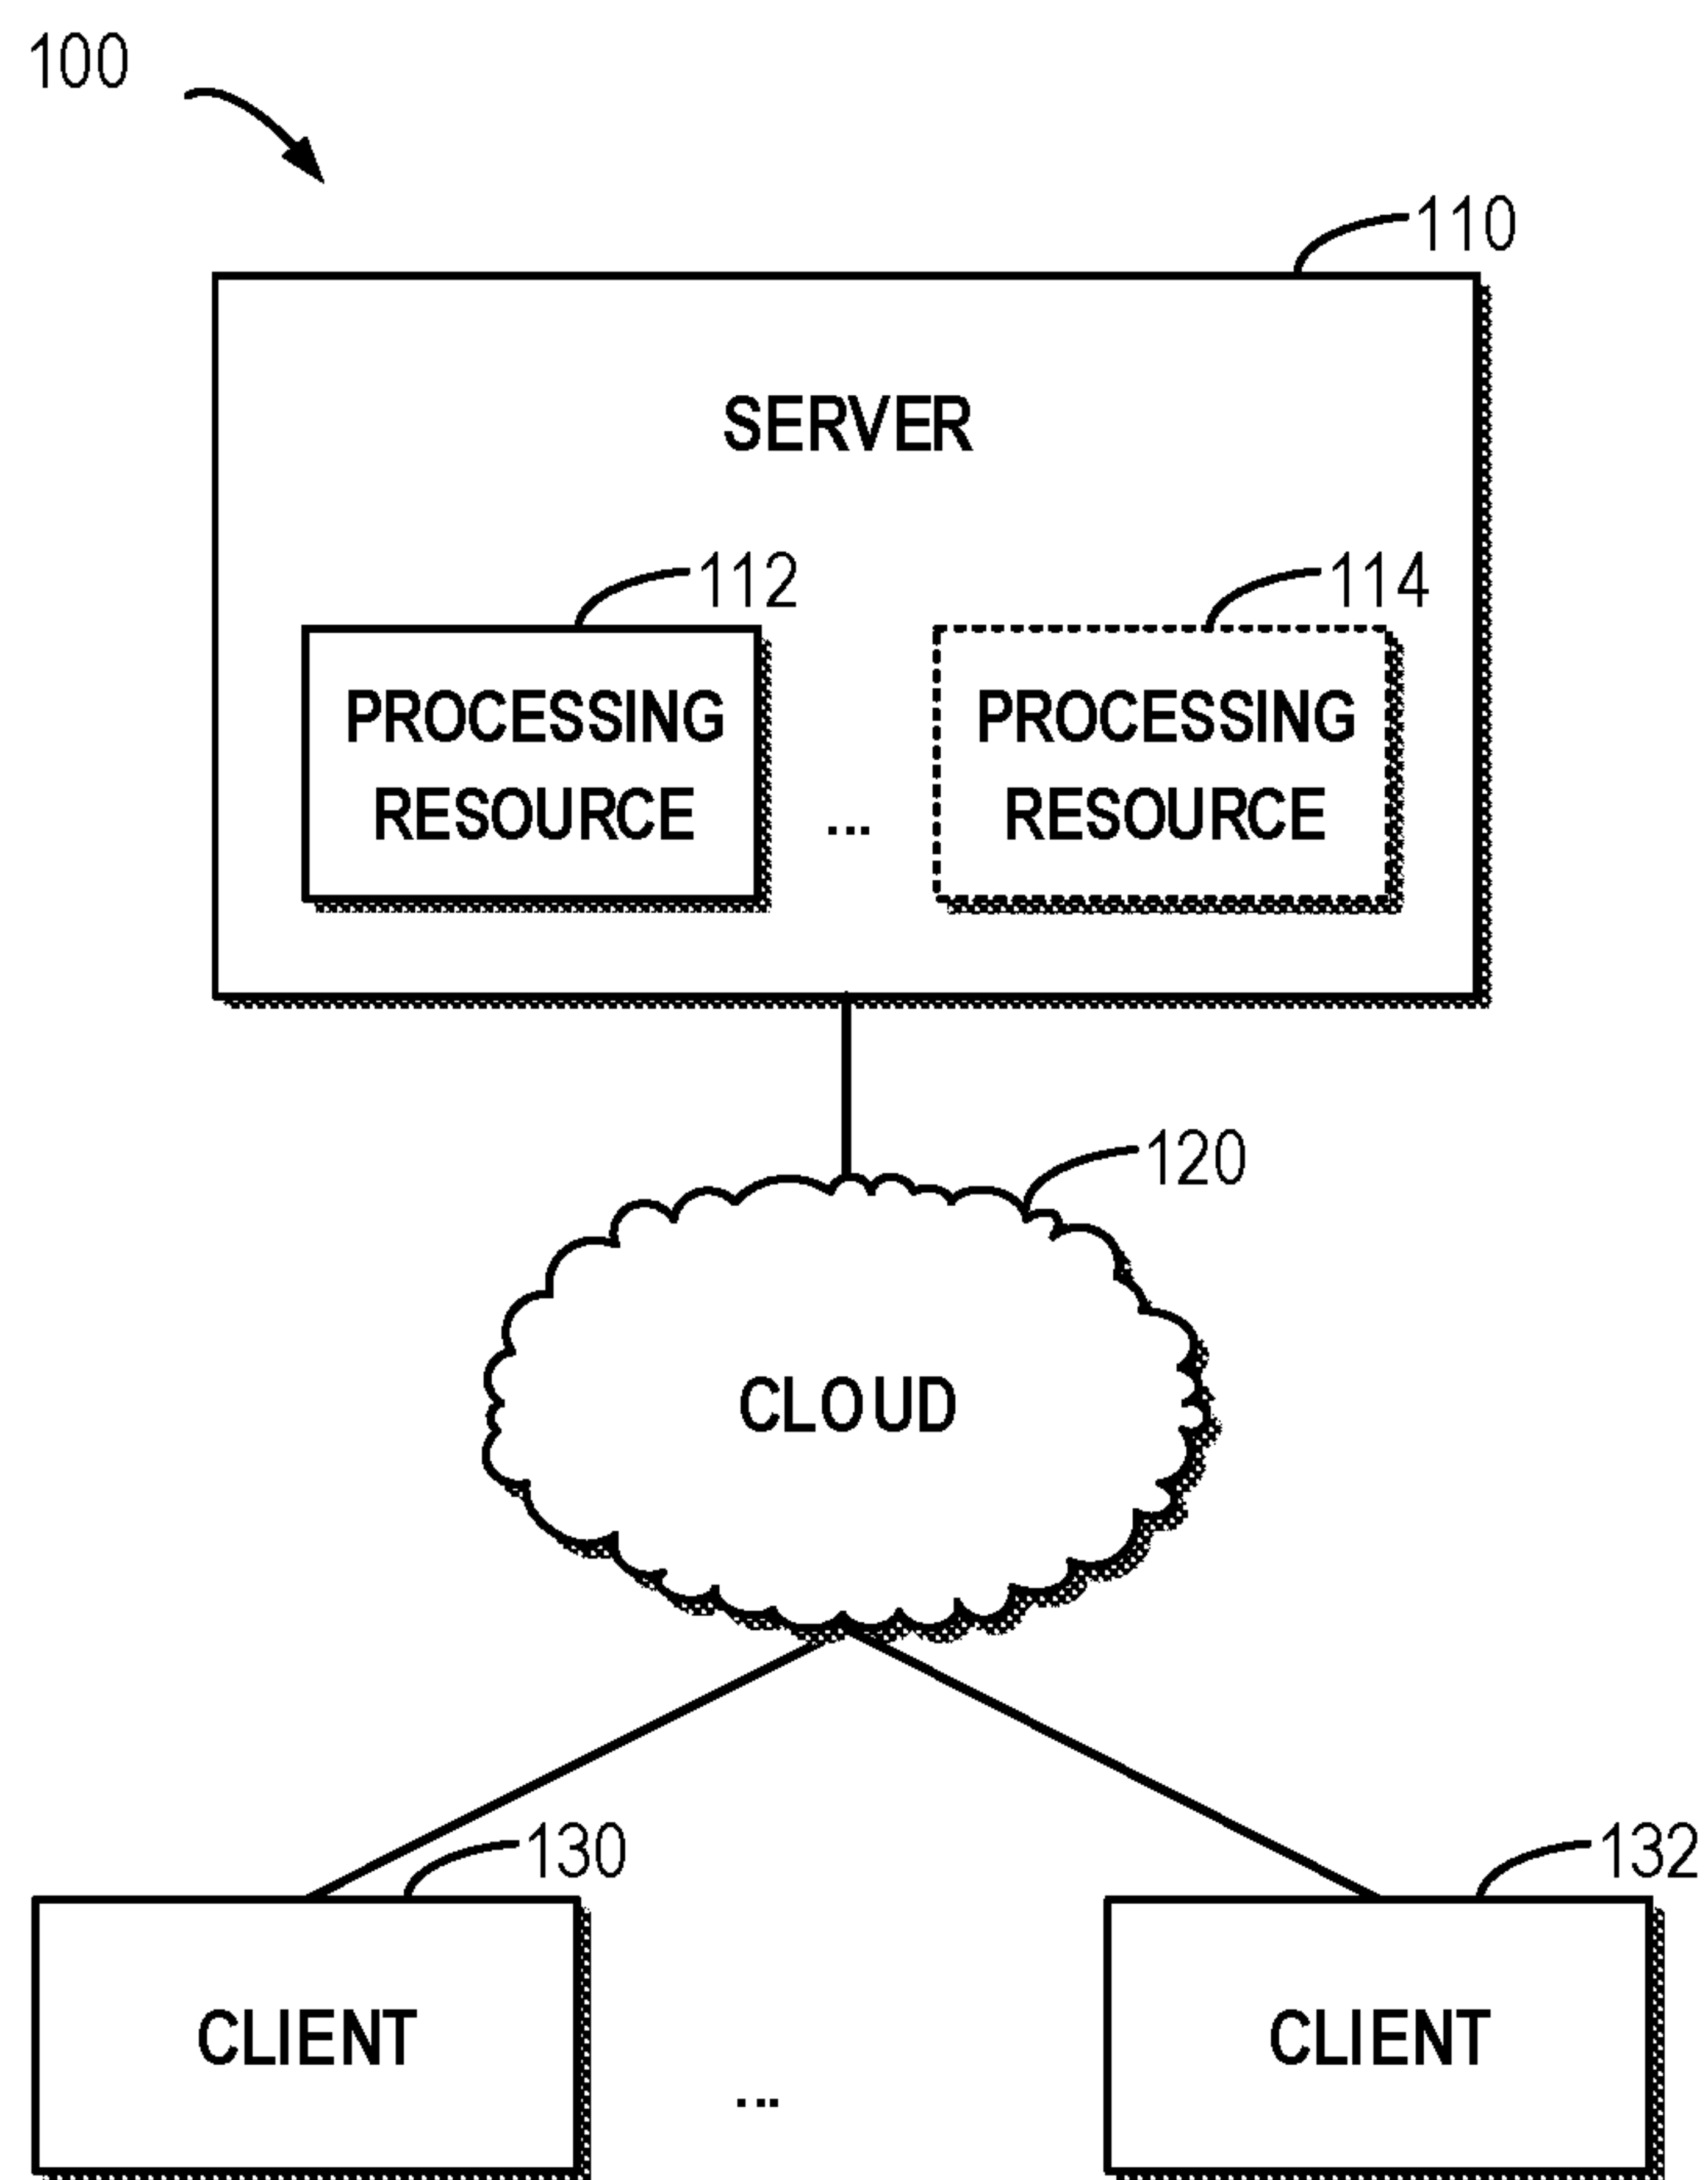 100
110
SERVER
112
114
PROCESSING
RESOURCE
...
PROCESSING
RESOURCE
120
CLOUD
130
132
CLIENT
...
CLIENT